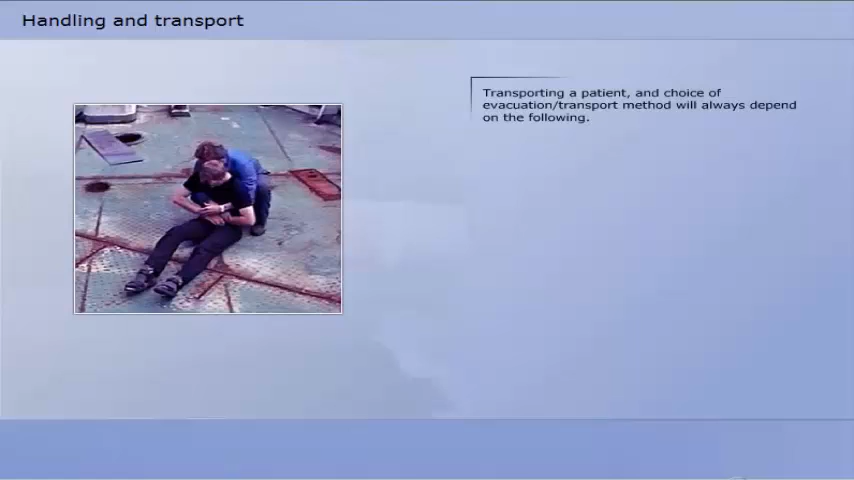 Handling and transport
Transporting a patient, and choice of
evacuation/transport method will always depend
on the following.